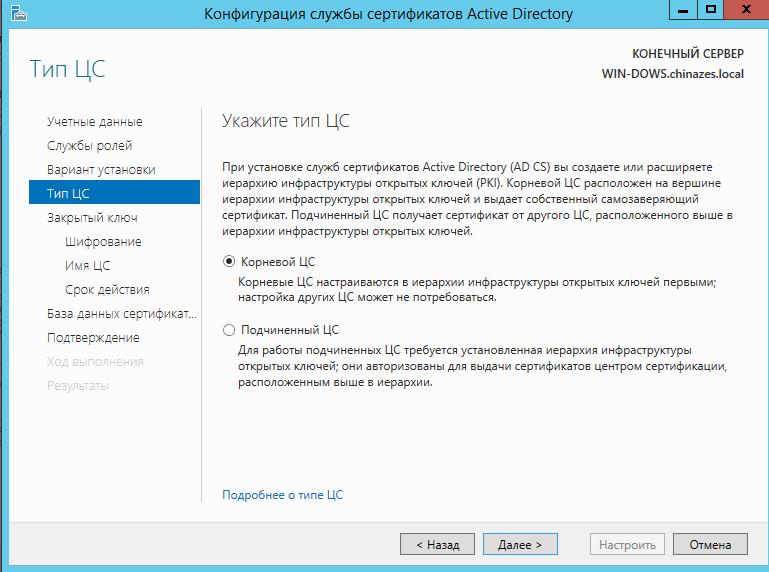 Конфигурация службы сертификатов Active Directory
Тип ЦС
КОНЕЧНЫЙ СЕРВЕР
WIN-DOWS.chinazes.local
Учетные данные
Службы ролей
Вариант установки
Тип ЦС
Закрытый ключ
Шифрование
Имя ЦС
Срок действия
База данных сертификат...
Подтверждение
Ход выполнения
Результаты
Укажите тип ЦС
При установке служб сертификатов Active Directory (AD CS) вы создаете или расширяете
иерархию инфраструктуры открытых ключей (PKI). Корневой ЦС расположен на вершине
иерархии инфраструктуры открытых ключей и выдает собственный самозаверяющий
сертификат. Подчиненный ЦС получает сертификат от другого ЦС, расположенного выше в
иерархии инфраструктуры открытых ключей.
Корневой ЦС
Корневые ЦС настраиваются в иерархии инфраструктуры открытых ключей первыми;
настройка других ЦС может не потребоваться.
Подчиненный ЦС
Для работы подчиненных ЦС требуется установленная иерархия инфраструктуры
открытых ключей; они авторизованы для выдачи сертификатов центром сертификации,
расположенным выше в иерархии.
Подробнее о типе ЦС
< Назад
Далее >
Настроить
Отмена